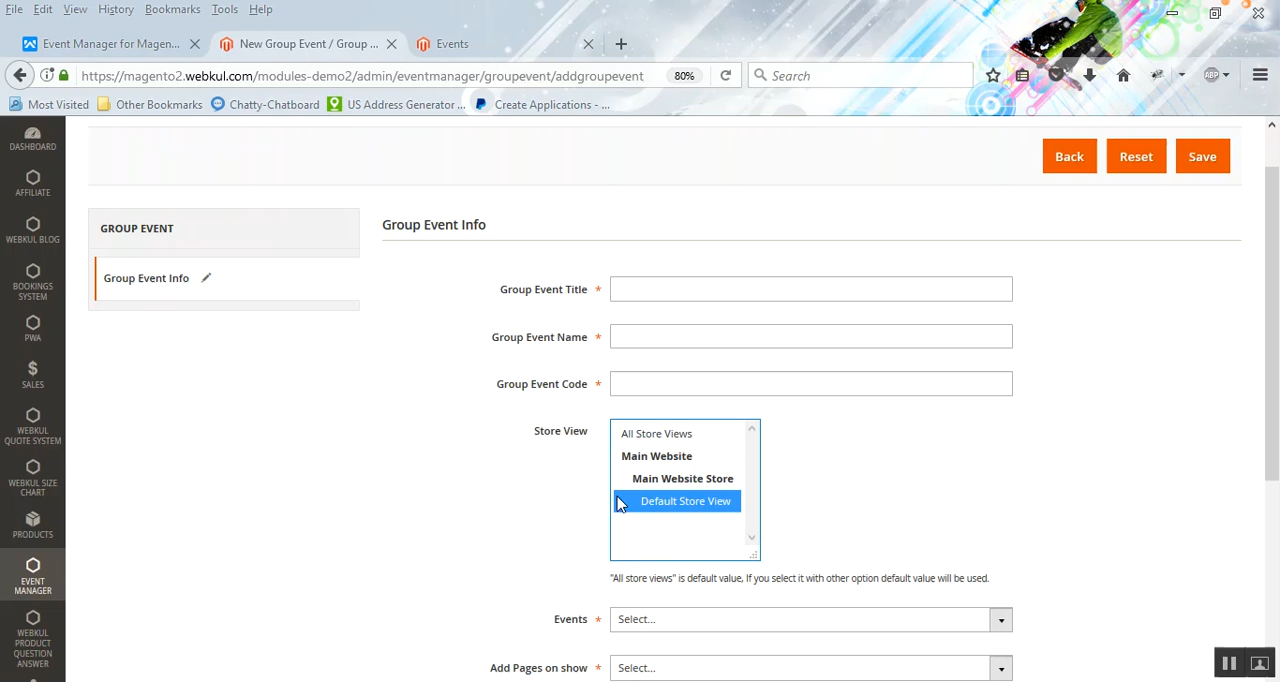 File Edit View History Bookmarks Tools Help
Event Manager for Magen... New Group Event / Group ... Events
https://magento2.webkul.com/mod min/eventmanager/groupevent/addgroupevent 80% Search ABP
Most Visited Other Bookmarks Chatty-Ch US Address Generator ... Create Applications - ...
DASHBOARD
AFFILIATE
WEBKUL BLOG
BOOKINGS
SYSTEM
PWA
$
SALES
WEBKUL
QUOTE SYSTEM
WEBKUL SIZE
CHART
PRODUCTS
EVENT
MANAGER
WEBKUL
PRODUCT
QUESTION
ANSWER
Back Reset Save
GROUP EVENT
Group Event Info
Group Event Info
Group Event Title *
Group Event Name *
Group Event Code *
Store View
All Store Views
Main Website
Main Website Store
Default Store View
"All store views" is default value, If you select it with other option default value will be used.
Events * Select...
Add Pages on show * Select...